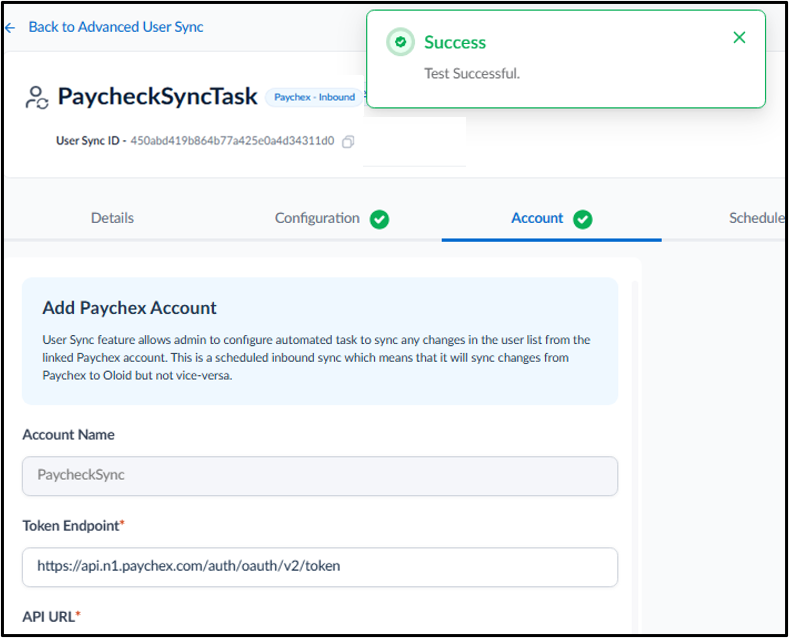 Back to Advanced User Sync
Success
Test Successful.
PaycheckSyncTask
Paychex - Inbound
User Sync ID - 450abd419b864b77a425e0a4d34311d0
Details
Configuration
Account
Schedule
Add Paychex Account
User Sync feature allows admin to configure automated task to sync any changes in the user list from the
linked Paychex account. This is a scheduled inbound sync which means that it will sync changes from
Paychex to Oloid but not vice-versa.
Account Name
PaycheckSync
Token Endpoint*
https://api.n1.paychex.com/auth/oauth/v2/token
API URL*